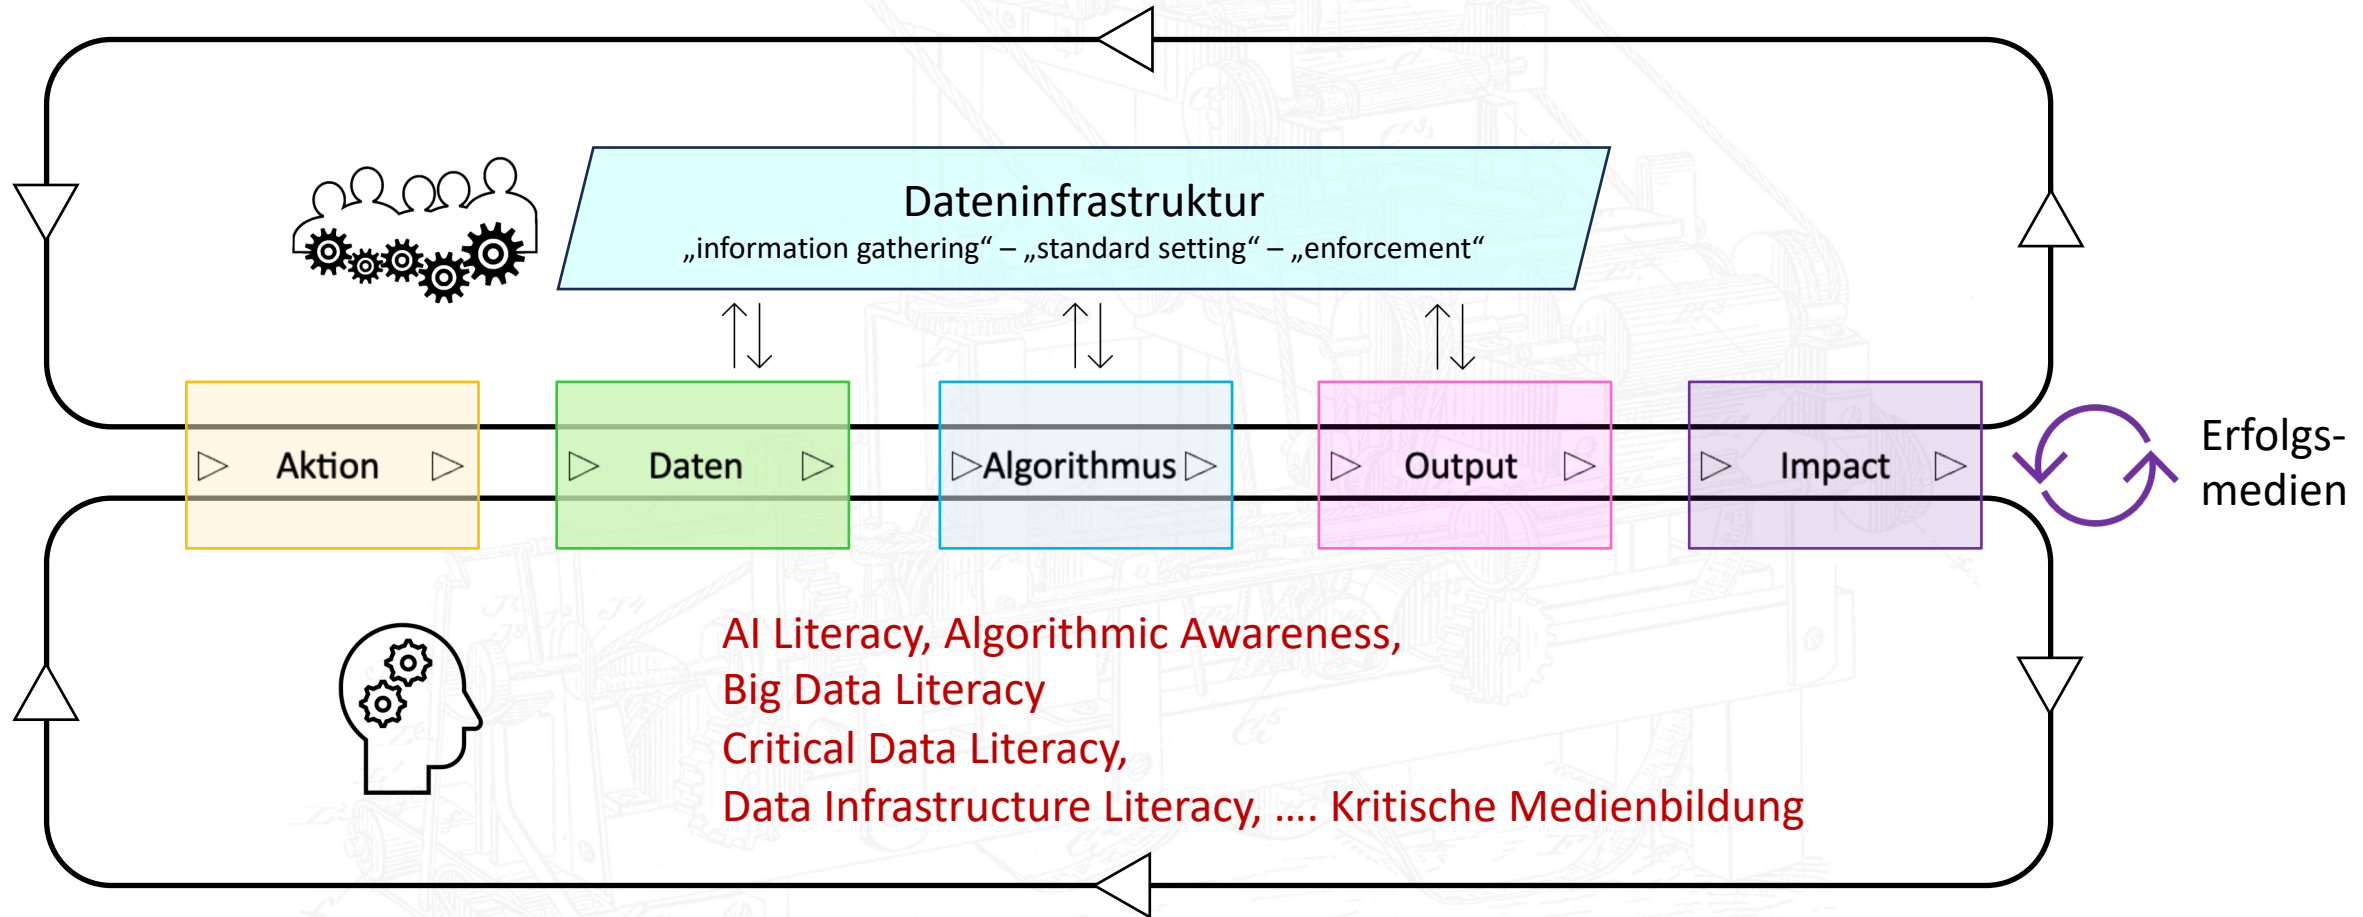 Dateninfrastruktur
„information gathering“ – „standard setting“ – „enforcement“
Aktion
Daten
Algorithmus
Output
Impact
Erfolgs-
medien
AI Literacy, Algorithmic Awareness,
Big Data Literacy
Critical Data Literacy,
Data Infrastructure Literacy, .... Kritische Medienbildung